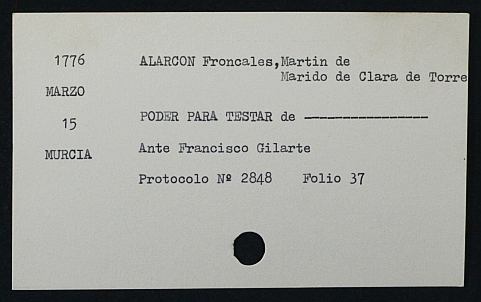 1776 ALARCON Froncales, Martin de
Marido de Clara de Torre
MARZO
15 PODER PARA TESTAR de ----------------
MURCIA Ante Francisco Gilarte
Protocolo Nº 2848 Folio 37